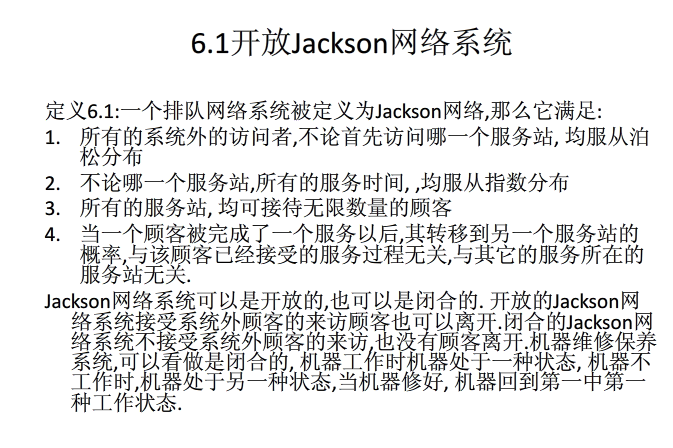 6.1开放Jackson网络系统
定义6.1:一个排队网络系统被定义为Jackson网络,那么它满足:
1. 所有的系统外的访问者,不论首先访问哪一个服务站, 均服从泊
松分布
2. 不论哪一个服务站,所有的服务时间, ,均服从指数分布
3. 所有的服务站, 均可接待无限数量的顾客
4. 当一个顾客被完成了一个服务以后,其转移到另一个服务站的
概率,与该顾客已经接受的服务过程无关,与其它的服务所在的
服务站无关.
Jackson网络系统可以是开放的,也可以是闭合的. 开放的Jackson网
络系统接受系统外顾客的来访顾客也可以离开.闭合的Jackson网
络系统不接受系统外顾客的来访,也没有顾客离开.机器维修保养
系统,可以看做是闭合的, 机器工作时机器处于一种状态, 机器不
工作时,机器处于另一种状态,当机器修好, 机器回到第一中第一
种工作状态.